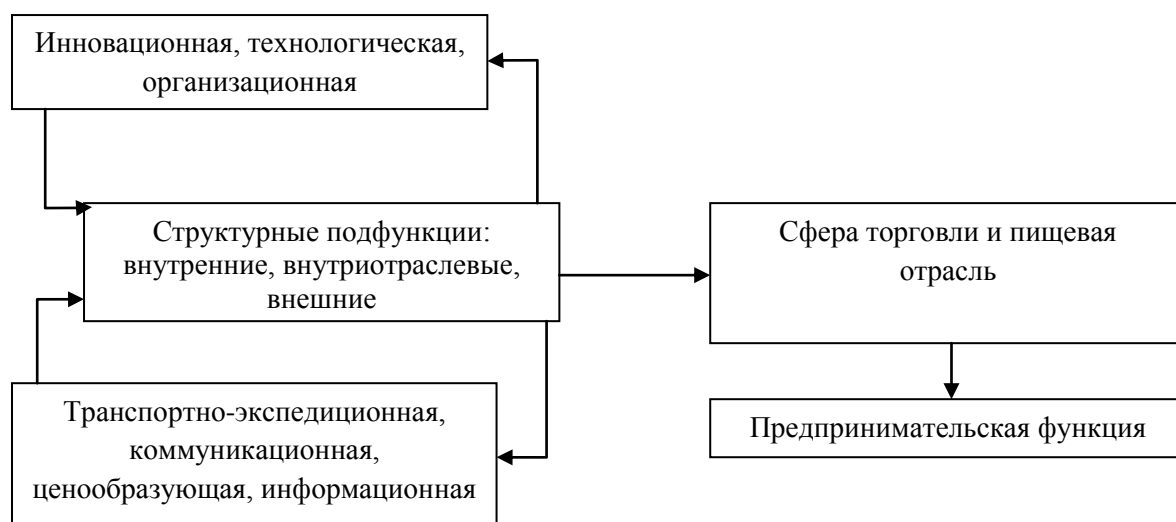 Инновационная, технологическая,
организационная
Структурные подфункции:
внутренние, внутриотраслевые,
внешние
Сфера торговли и пищевая
отрасль
Транспортно-экспедиционная,
коммуникационная,
ценообразующая, информационная
Предпринимательская функция